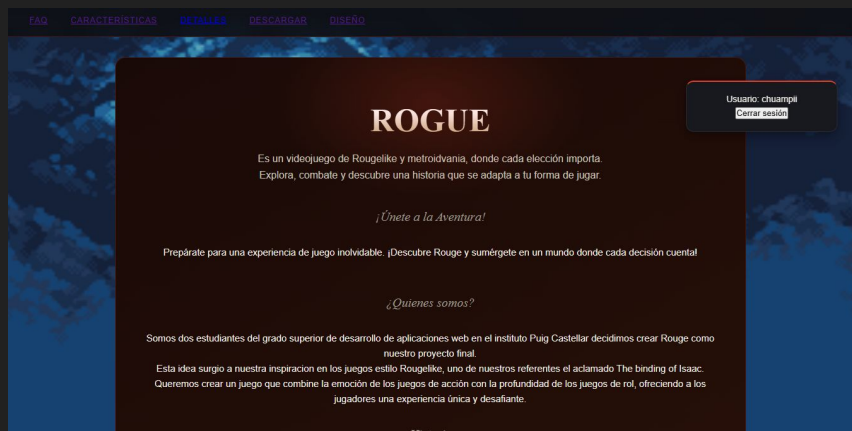 FAQ CARACTERÍSTICAS DETALLES DESCARGAR DISEÑO
Usuario: chuampii
Cerrar sesión
ROGUE
Es un videojuego de Rougelike y metroidvania, donde cada elección importa.
Explora, combate y descubre una historia que se adapta a tu forma de jugar.
¡Únete a la Aventura!
Prepárate para una experiencia de juego inolvidable. ¡Descubre Rouge y sumérgete en un mundo donde cada decisión cuenta!
¿Quienes somos?
Somos dos estudiantes del grado superior de desarrollo de aplicaciones web en el instituto Puig Castellar decidimos crear Rouge como
nuestro proyecto final.
Esta idea surgio a nuestra inspiracion en los juegos estilo Rougelike, uno de nuestros referentes el aclamado The binding of Isaac.
Queremos crear un juego que combine la emoción de los juegos de acción con la profundidad de los juegos de rol, ofreciendo a los
jugadores una experiencia única y desafiante.